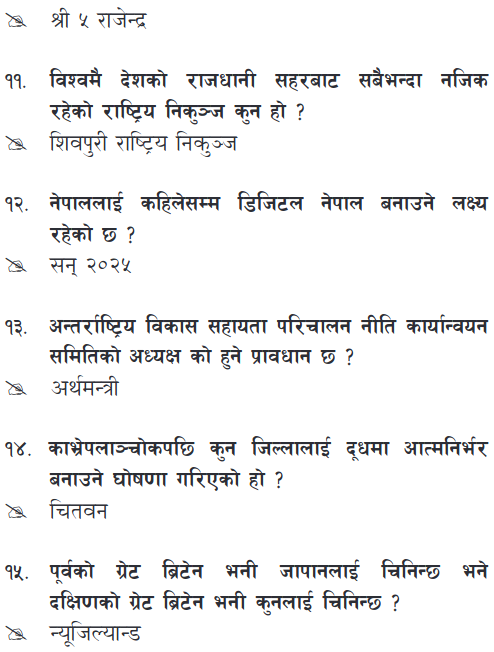 श्री ५ राजेन्द्र
११. विश्वमै देशको राजधानी सहरबाट सबैभन्दा नजिक
रहेको राष्ट्रिय निकुञ्ज कुन हो ?
शिवपुरी राष्ट्रिय निकुञ्ज
१२. नेपाललाई कहिलेसम्म डिजिटल नेपाल बनाउने लक्ष्य
रहेको छ ?
सन् २०२५
१३. अन्तर्राष्ट्रिय विकास सहायता परिचालन नीति कार्यान्वयन
समितिको अध्यक्ष को हुने प्रावधान छ ?
अर्थमन्त्री
१४. काभ्रेपलाञ्चोकपछि कुन जिल्लालाई दूधमा आत्मनिर्भर
बनाउने घोषणा गरिएको हो ?
चितवन
१५. पूर्वको ग्रेट ब्रिटेन भनी जापानलाई चिनिन्छ भने
दक्षिणको ग्रेट ब्रिटेन भनी कुनलाई चिनिन्छ ?
न्यूजिल्यान्ड